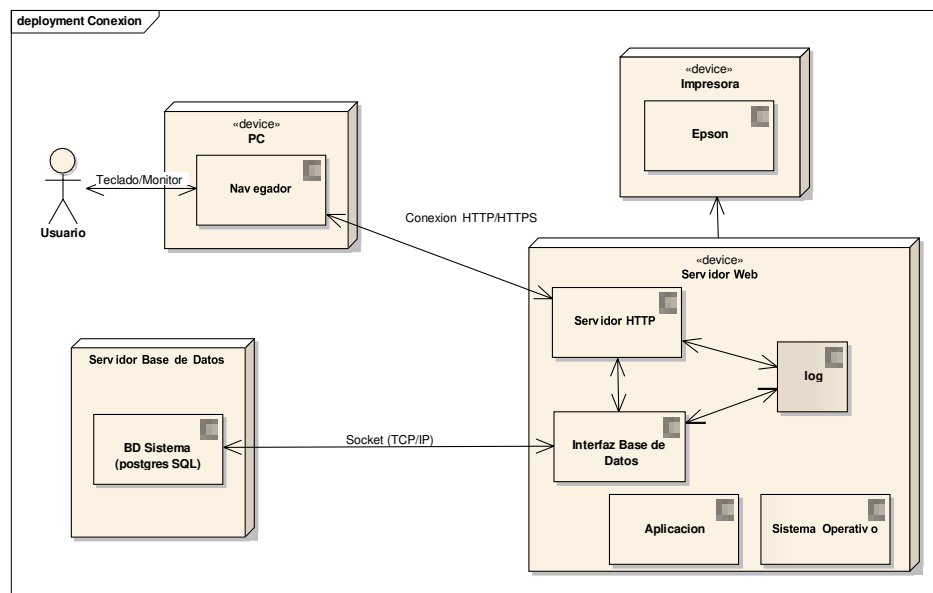 deployment Conexion
«device»
Impresora
Epson
«device»
PC
Navegador
Teclado/Monitor
Usuario
Conexion HTTP/HTTPS
«device»
Servidor Web
Servidor HTTP
log
Servidor Base de Datos
BD Sistema
(postgres SQL)
Socket (TCP/IP)
Interfaz Base de
Datos
Aplicacion
Sistema Operativo